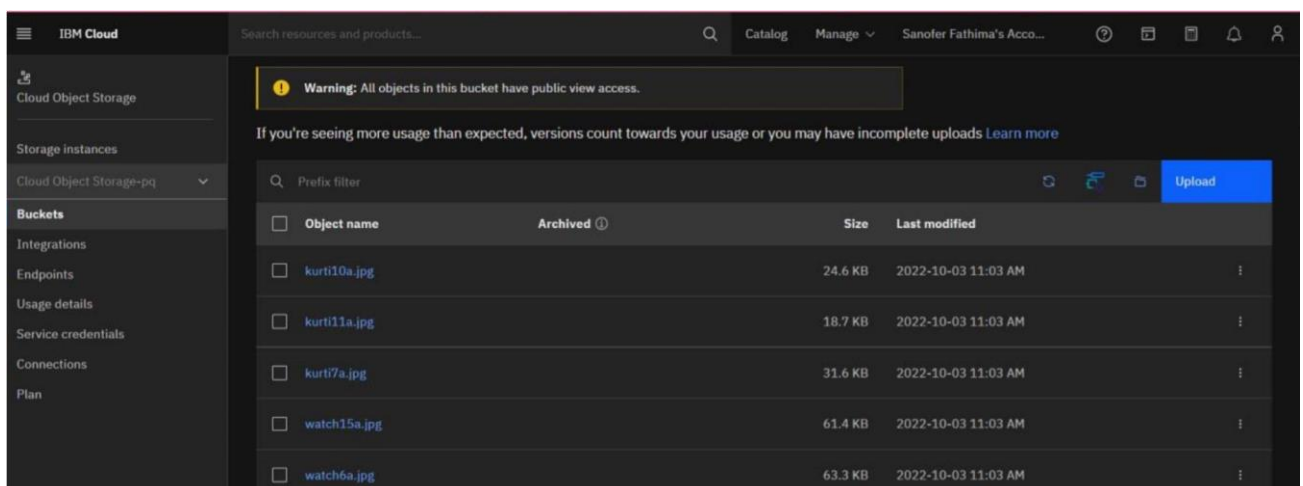 IBM Cloud
Search resources and products...
Catalog
Manage
Sanofer Fathima's Acco...
Cloud Object Storage
Storage instances
Cloud Object Storage-pq
Buckets
Integrations
Endpoints
Usage details
Service credentials
Connections
Plan
Warning: All objects in this bucket have public view access.
If you're seeing more usage than expected, versions count towards your usage or you may have incomplete uploads Learn more
Prefix filter
Upload
Object name Archived Size Last modified
kurti10a.jpg 24.6 KB 2022-10-03 11:03 AM
kurti11a.jpg 18.7 KB 2022-10-03 11:03 AM
kurti7a.jpg 31.6 KB 2022-10-03 11:03 AM
watch15a.jpg 61.4 KB 2022-10-03 11:03 AM
watch6a.jpg 63.3 KB 2022-10-03 11:03 AM